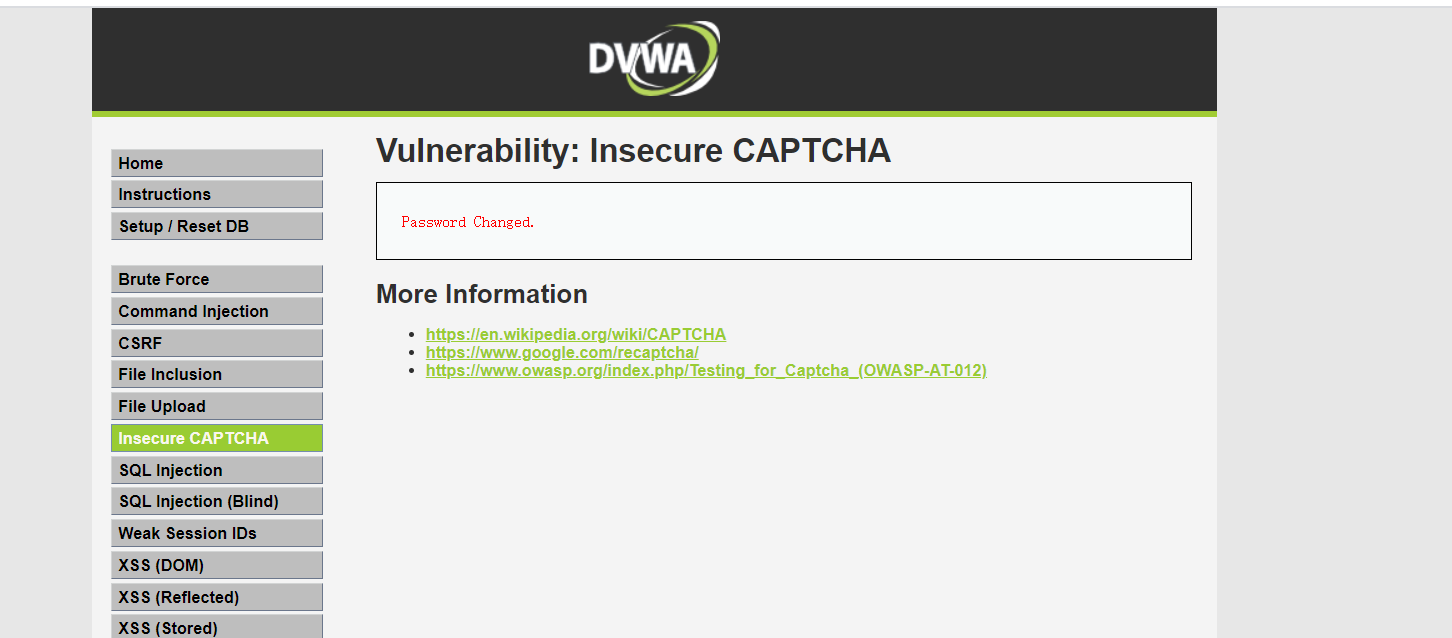 DVWA
Home
Instructions
Setup / Reset DB
Brute Force
Command Injection
CSRF
File Inclusion
File Upload
Insecure CAPTCHA
SQL Injection
SQL Injection (Blind)
Weak Session IDs
XSS (DOM)
XSS (Reflected)
XSS (Stored)
Vulnerability: Insecure CAPTCHA
Password Changed.
More Information
https://en.wikipedia.org/wiki/CAPTCHA
https://www.google.com/recaptcha/
https://www.owasp.org/index.php/Testing_for_Captcha_(OWASP-AT-012)